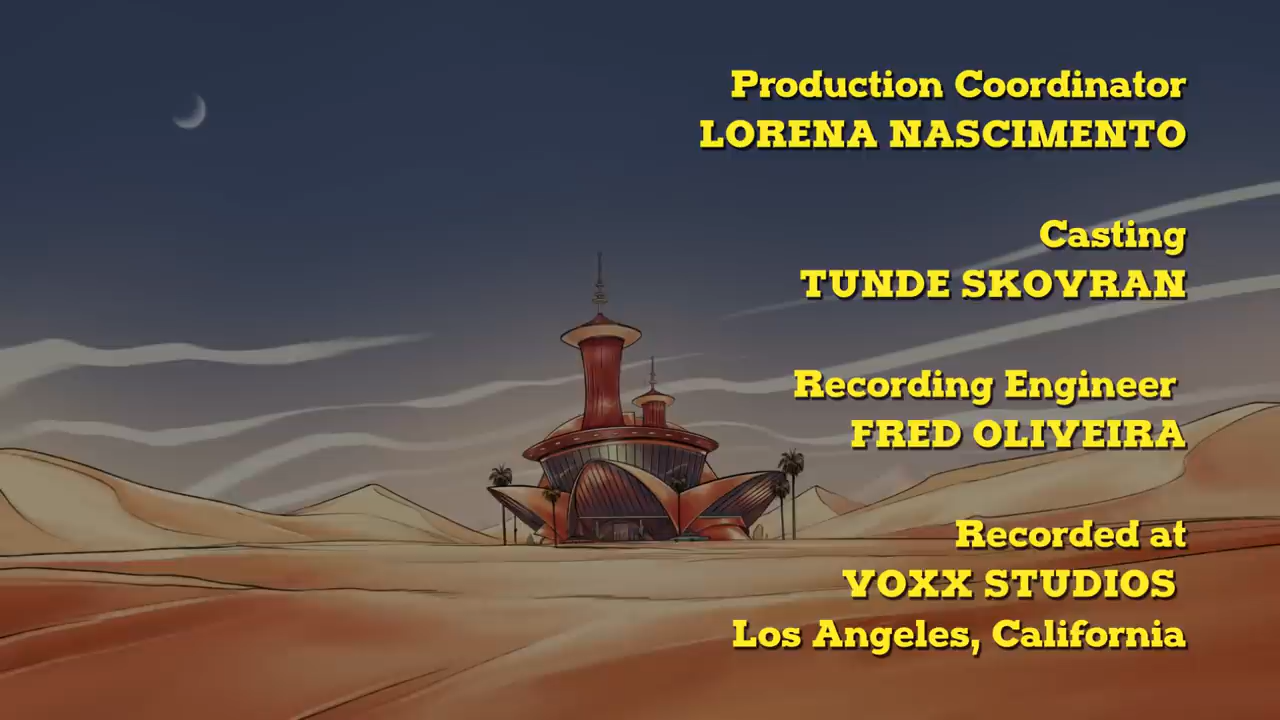 Production Coordinator
LORENA NASCIMENTO
Casting
TUNDE SKOVRAN
Recording Engineer
FRED OLIVEIRA
Recorded at
VOXX STUDIOS
Los Angeles, California